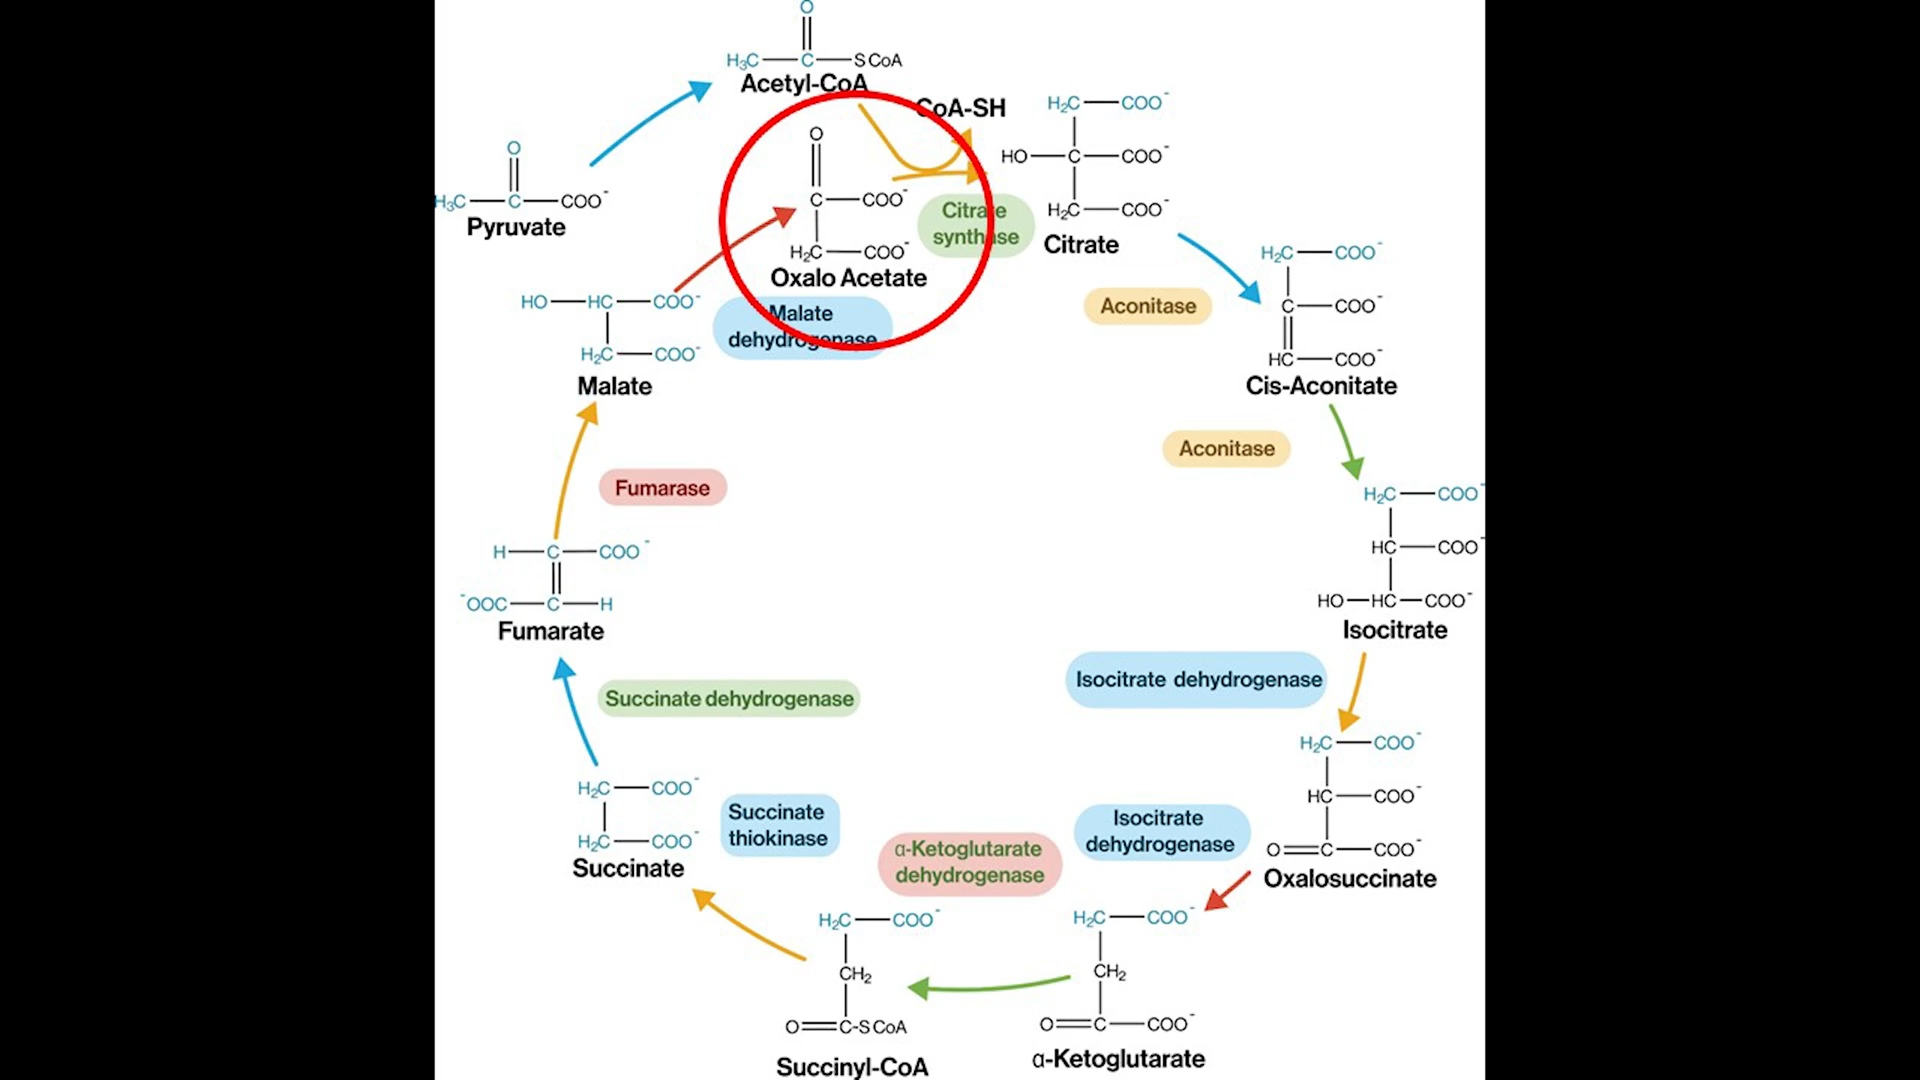 O
H₃C C S CoA
Acetyl-CoA
CoA-SH
O
H₃C C COO⁻
Pyruvate
O
C COO⁻
H₂C COO⁻
Oxalo Acetate
Citrate
synthase
H₂C COO⁻
HO C COO⁻
H₂C COO⁻
Citrate
Aconitase
H₂C COO⁻
C COO⁻
HC COO⁻
Cis-Aconitate
Aconitase
H₂C COO⁻
HC COO⁻
HO HC COO⁻
Isocitrate
Isocitrate dehydrogenase
H₂C COO⁻
HC COO⁻
O C COO⁻
Oxalosuccinate
Isocitrate
dehydrogenase
H₂C COO⁻
CH₂
O C COO⁻
α-Ketoglutarate
α-Ketoglutarate
dehydrogenase
H₂C COO⁻
CH₂
O C-S CoA
Succinyl-CoA
Succinate
thiokinase
H₂C COO⁻
H₂C COO⁻
Succinate
Succinate dehydrogenase
H C COO⁻
⁻OOC C H
Fumarate
Fumarase
HO HC COO⁻
H₂C COO⁻
Malate
Malate
dehydrogenase